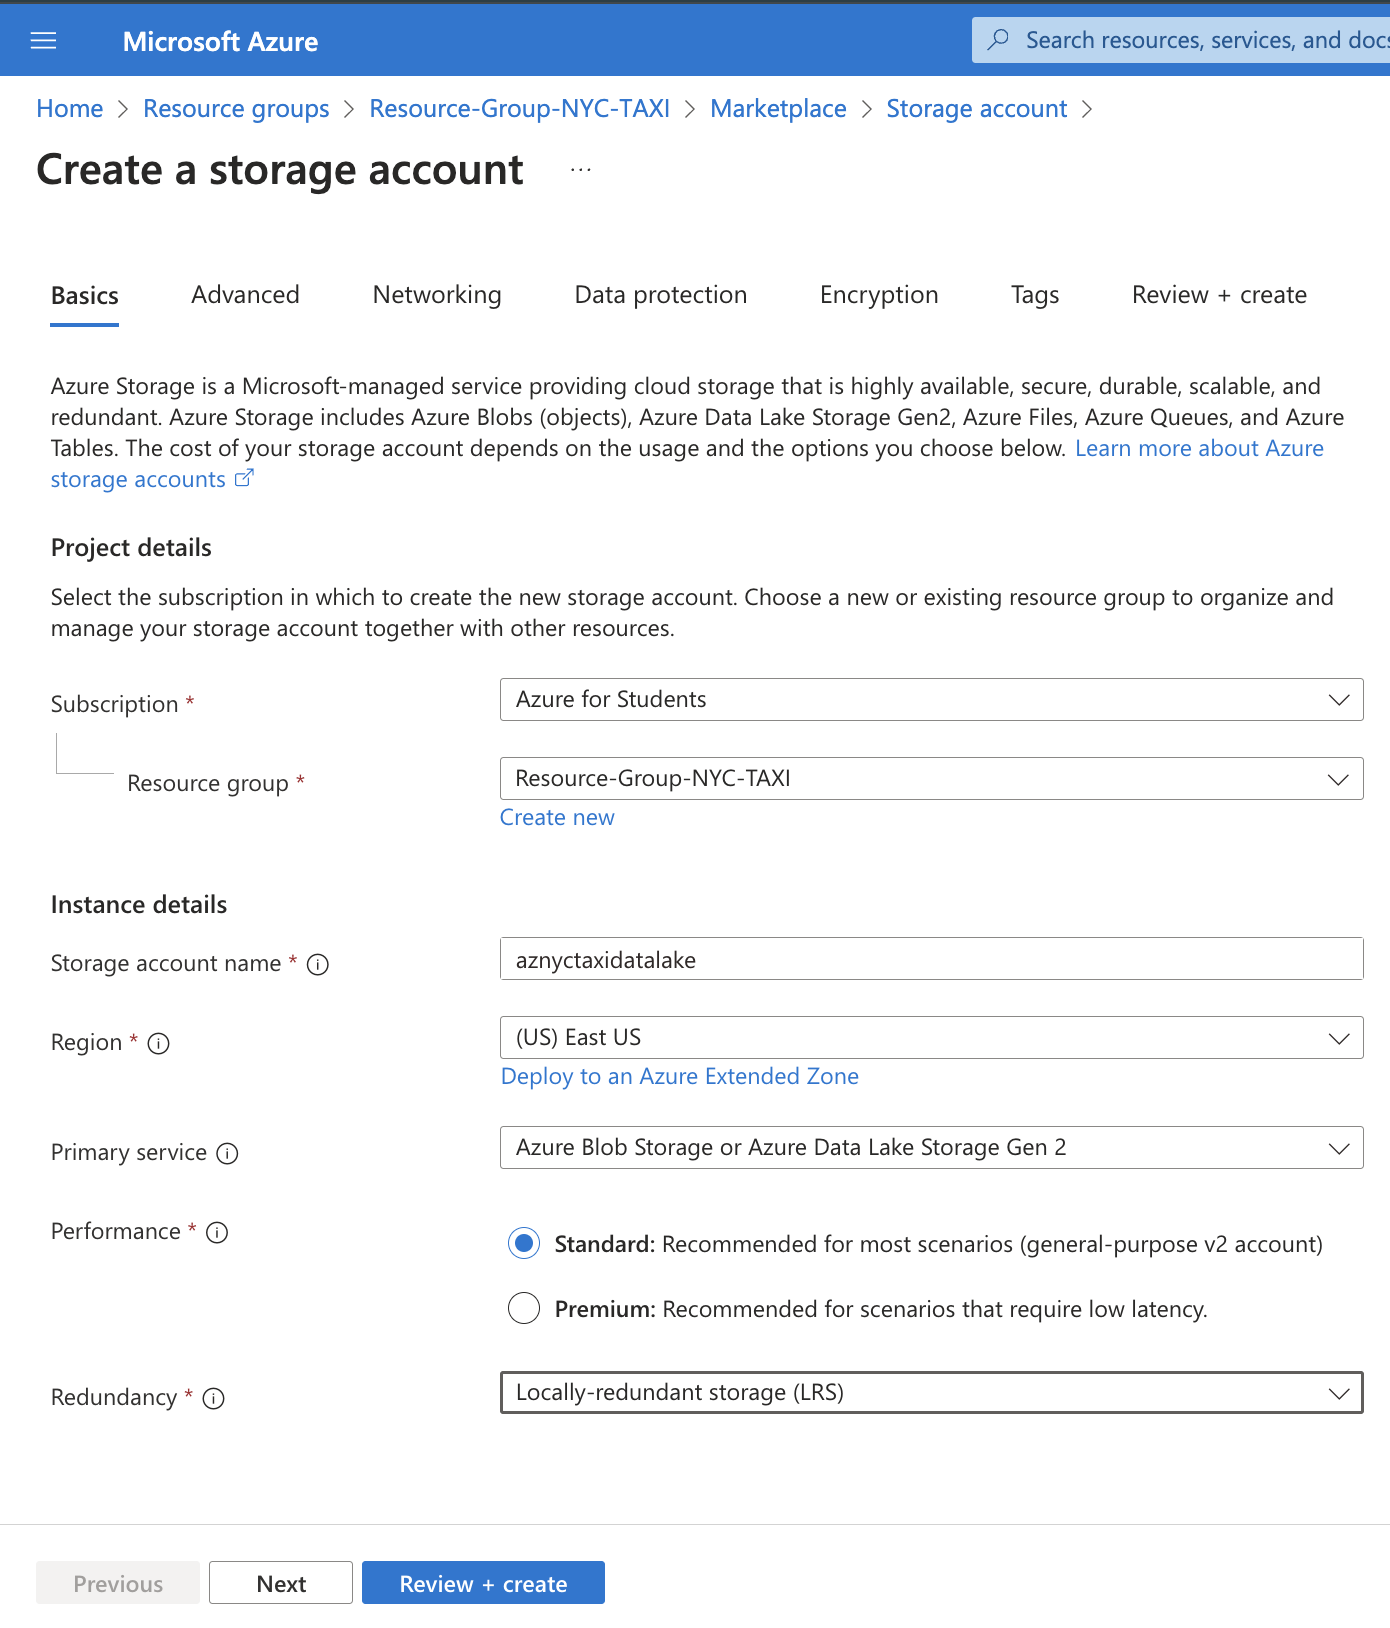 Microsoft Azure
Search resources, services, and docs
Home > Resource groups > Resource-Group-NYC-TAXI > Marketplace > Storage account >
Create a storage account ...
Basics Advanced Networking Data protection Encryption Tags Review + create
Azure Storage is a Microsoft-managed service providing cloud storage that is highly available, secure, durable, scalable, and
redundant. Azure Storage includes Azure Blobs (objects), Azure Data Lake Storage Gen2, Azure Files, Azure Queues, and Azure
Tables. The cost of your storage account depends on the usage and the options you choose below. Learn more about Azure
storage accounts
Project details
Select the subscription in which to create the new storage account. Choose a new or existing resource group to organize and
manage your storage account together with other resources.
Subscription * Azure for Students
Resource group * Resource-Group-NYC-TAXI
Create new
Instance details
Storage account name * aznyctaxidatalake
Region * (US) East US
Deploy to an Azure Extended Zone
Primary service Azure Blob Storage or Azure Data Lake Storage Gen 2
Performance * Standard: Recommended for most scenarios (general-purpose v2 account)
Premium: Recommended for scenarios that require low latency.
Redundancy * Locally-redundant storage (LRS)
Previous Next Review + create